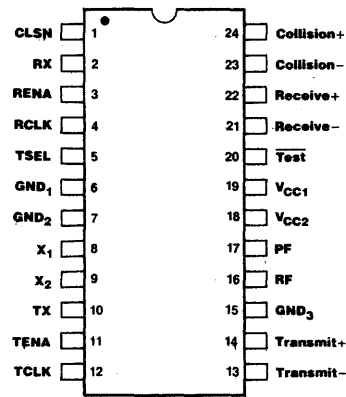 CLSN 1 24 Collision+
RX 2 23 Collision−
RENA 3 22 Receive+
RCLK 4 21 Receive−
TSEL 5 20 Test
GND1 6 19 VCC1
GND2 7 18 VCC2
X1 8 17 PF
X2 9 16 RF
TX 10 15 GND3
TENA 11 14 Transmit+
TCLK 12 13 Transmit−